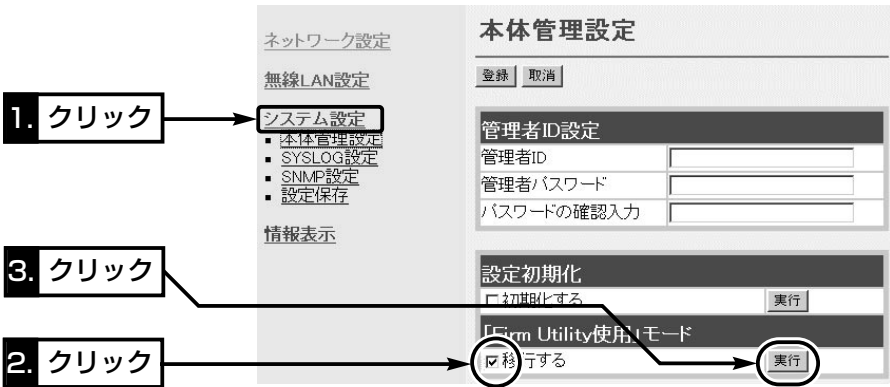 ネットワーク設定
無線LAN設定
1. クリック
システム設定
本体管理設定
SYSLOG設定
SNMP設定
設定保存
情報表示
3. クリック
2. クリック
本体管理設定
登録 取消
管理者ID設定
管理者ID
管理者パスワード
パスワードの確認入力
設定初期化
初期化する 実行
「Firm Utility使用」モード
移行する 実行